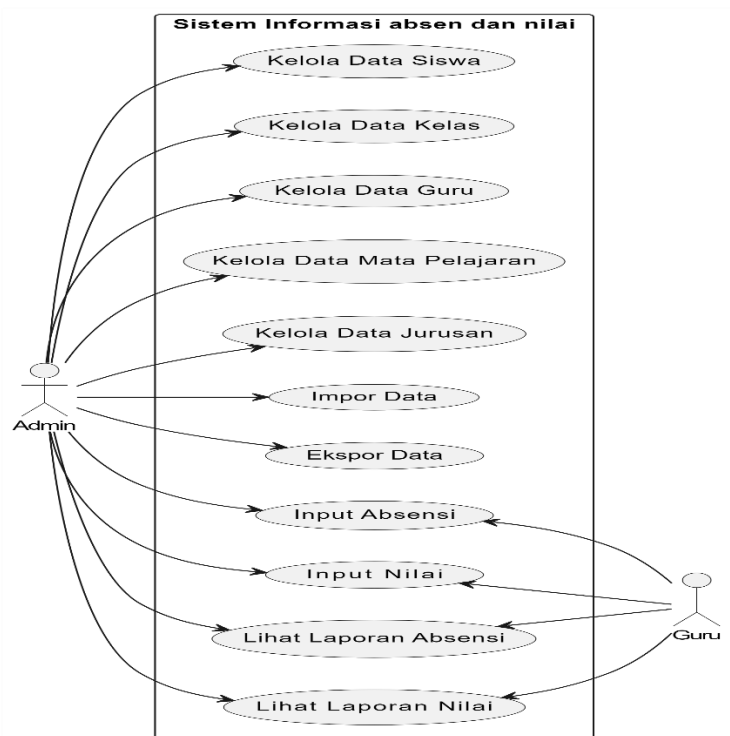 Sistem Informasi absen dan nilai
Kelola Data Siswa
Kelola Data Kelas
Kelola Data Guru
Kelola Data Mata Pelajaran
Kelola Data Jurusan
Impor Data
Admin
Ekspor Data
Input Absensi
Input Nilai
Guru
Lihat Laporan Absensi
Lihat Laporan Nilai